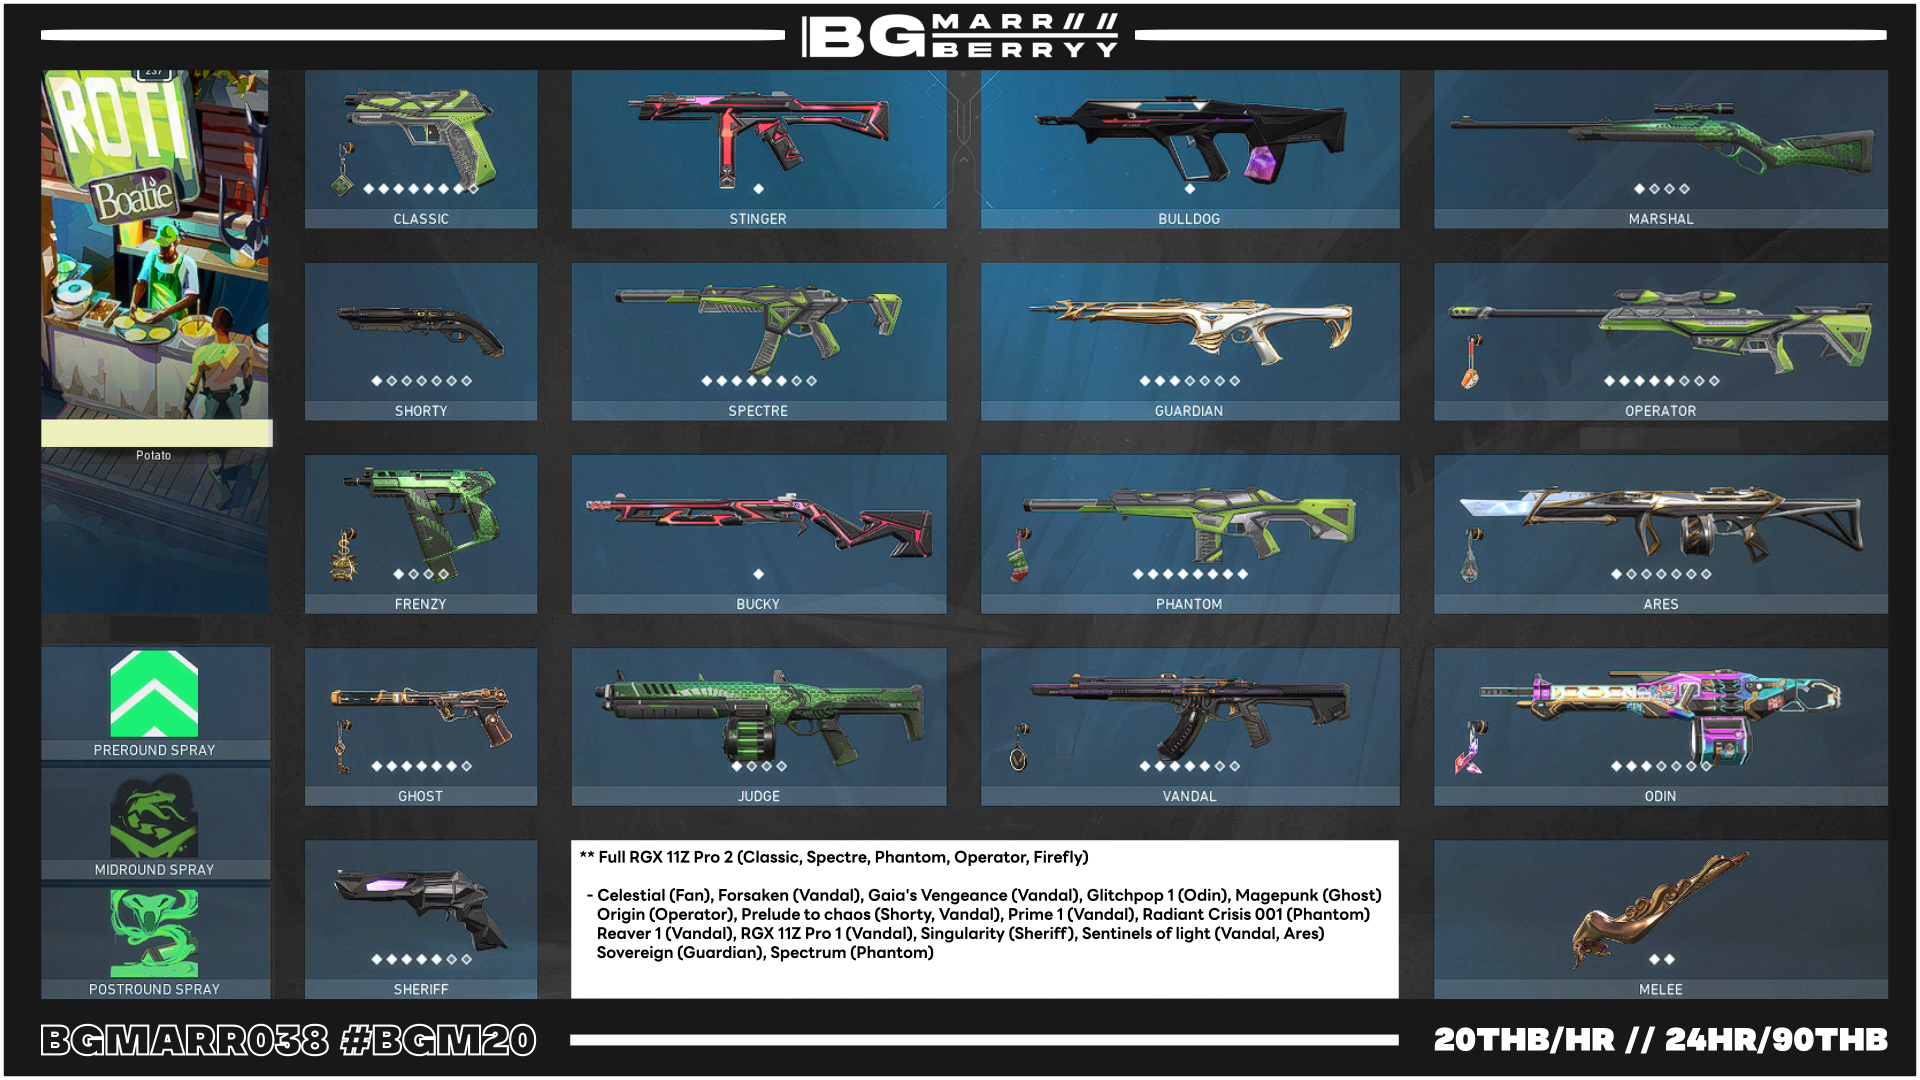 BG MARR// //
BERRYY
237
ROTI
Boatie
Potato
PREROUND SPRAY
MIDROUND SPRAY
POSTROUND SPRAY
CLASSIC
STINGER
BULLDOG
MARSHAL
SHORTY
SPECTRE
GUARDIAN
OPERATOR
FRENZY
BUCKY
PHANTOM
ARES
GHOST
JUDGE
VANDAL
ODIN
SHERIFF
** Full RGX 11Z Pro 2 (Classic, Spectre, Phantom, Operator, Firefly)
- Celestial (Fan), Forsaken (Vandal), Gaia's Vengeance (Vandal), Glitchpop 1 (Odin), Magepunk (Ghost)
Origin (Operator), Prelude to chaos (Shorty, Vandal), Prime 1 (Vandal), Radiant Crisis 001 (Phantom)
Reaver 1 (Vandal), RGX 11Z Pro 1 (Vandal), Singularity (Sheriff), Sentinels of light (Vandal, Ares)
Sovereign (Guardian), Spectrum (Phantom)
MELEE
BGMARR038 #BGM20
20THB/HR // 24HR/90THB